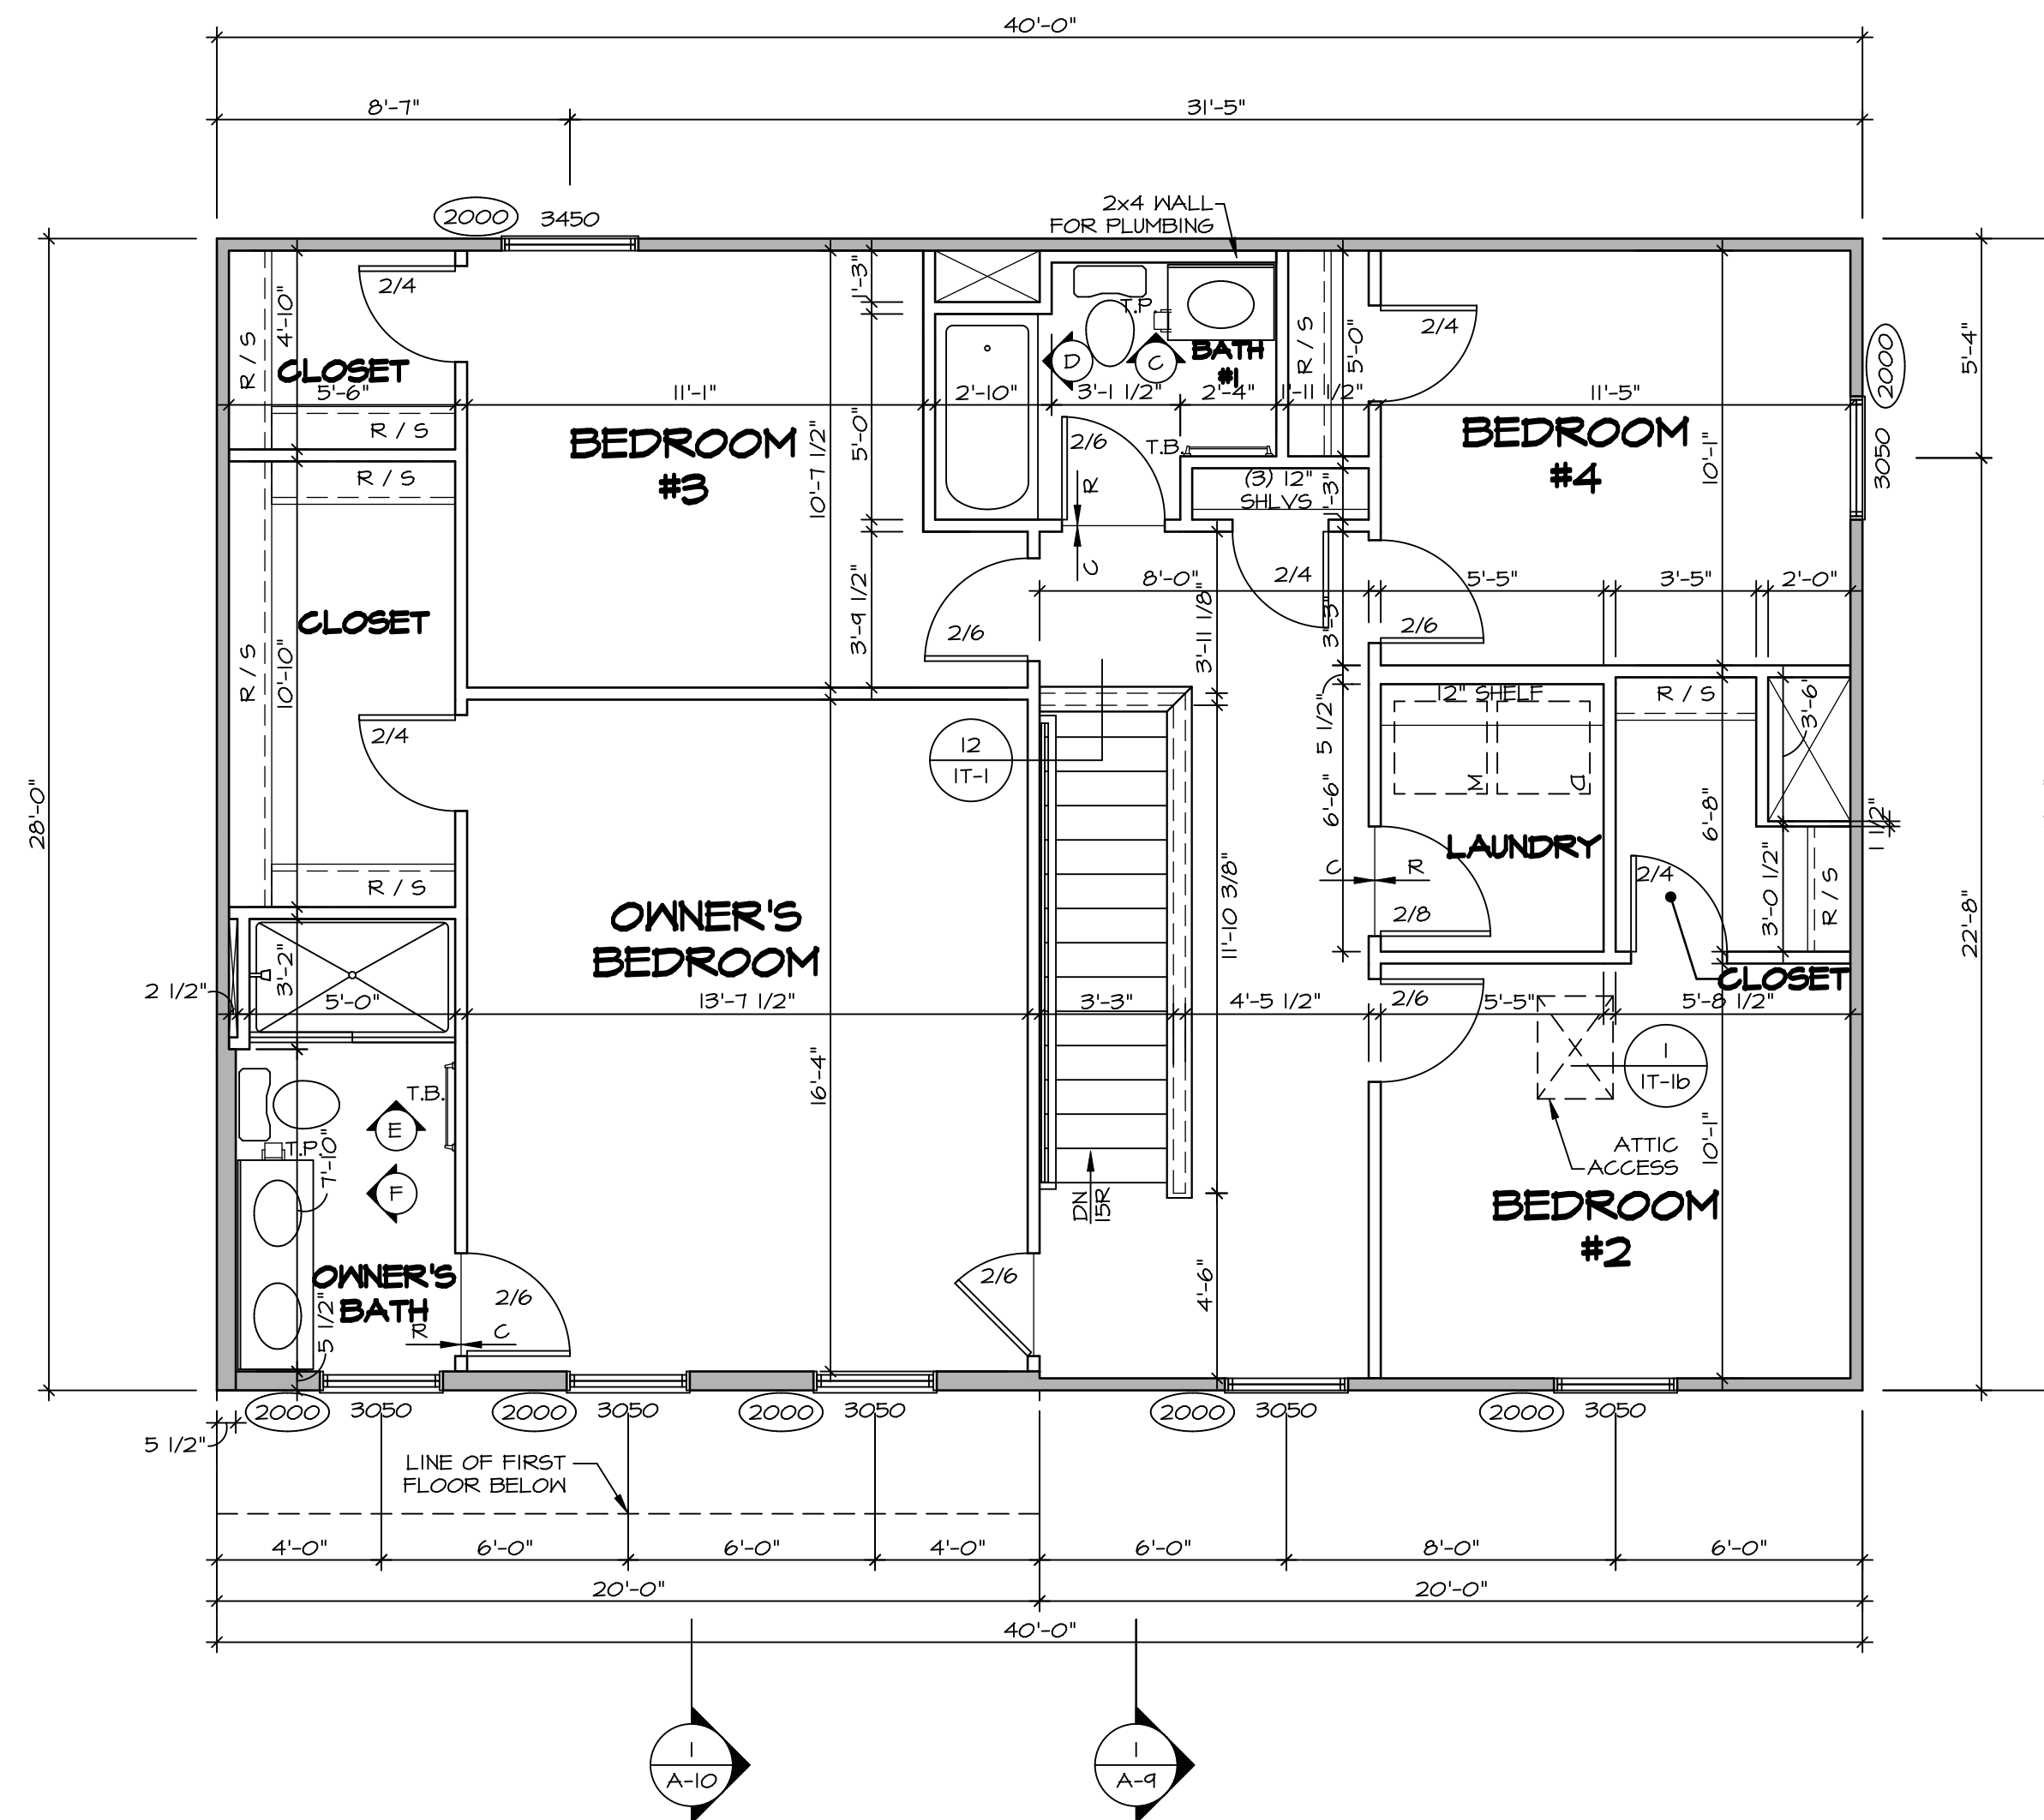 40'-0"
8'-7"
31'-5"
2000
3450
2x4 WALL
FOR PLUMBING
2/4
R / S
4'-10"
CLOSET
5'-6"
R / S
11'-1"
BEDROOM
#3
10'-7 1/2"
1'-3"
5'-0"
3'-9 1/2"
2'-10"
T.P.
D
C
BATH
#1
3'-1 1/2"
2'-4"
1'-11 1/2"
2/6
T.B.
R
C
R / S
5'-0"
(3) 12"
SHLVS
1'-3"
2/4
11'-5"
BEDROOM
#4
10'-1"
2000
3050
5'-4"
R / S
CLOSET
R / S
10'-10"
2/4
R / S
2/6
8'-0"
2/4
3'-11 1/8"
3'-3"
5'-5"
3'-5"
2'-0"
2/6
12
1T-1
5 1/2"
6'-6"
12" SHELF
W
D
LAUNDRY
C
R
2/8
R / S
3'-6"
6'-8"
1 1/2"
2/4
3'-0 1/2"
R / S
CLOSET
28'-0"
22'-8"
OWNER'S
BEDROOM
11'-10 3/8"
2 1/2"
3'-2"
5'-0"
13'-7 1/2"
3'-3"
4'-5 1/2"
2/6
5'-5"
5'-8 1/2"
16'-4"
T.B.
E
T.P.
7'-10"
F
1
1T-1b
ATTIC
ACCESS
10'-1"
BEDROOM
#2
DN
15R
4'-6"
OWNER'S
BATH
5 1/2"
R
C
2/6
2/6
2000
3050
2000
3050
2000
3050
2000
3050
2000
3050
5 1/2"
LINE OF FIRST
FLOOR BELOW
4'-0"
6'-0"
6'-0"
4'-0"
6'-0"
8'-0"
6'-0"
20'-0"
20'-0"
40'-0"
1
A-10
1
A-9